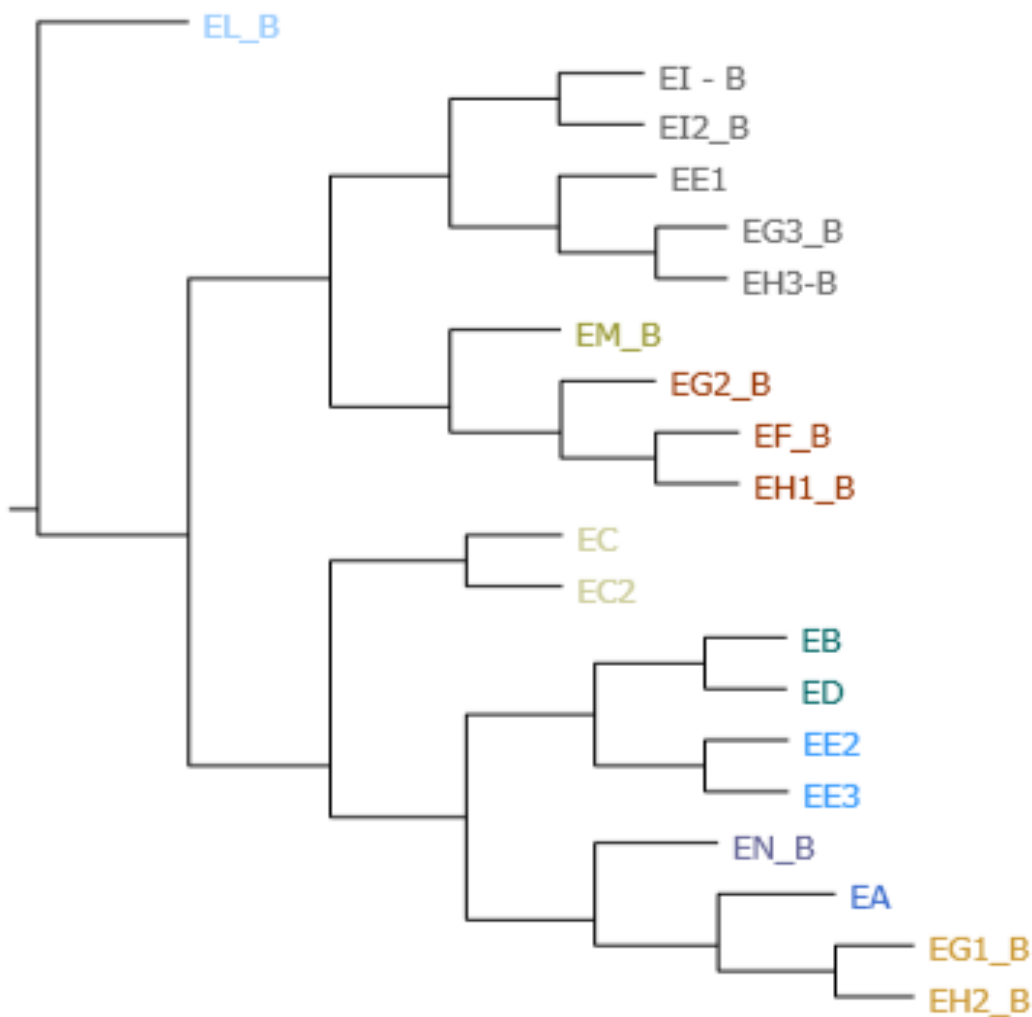 EL_B
EI - B
EI2_B
EE1
EG3_B
EH3-B
EM_B
EG2_B
EF_B
EH1_B
EC
EC2
EB
ED
EE2
EE3
EN_B
EA
EG1_B
EH2_B